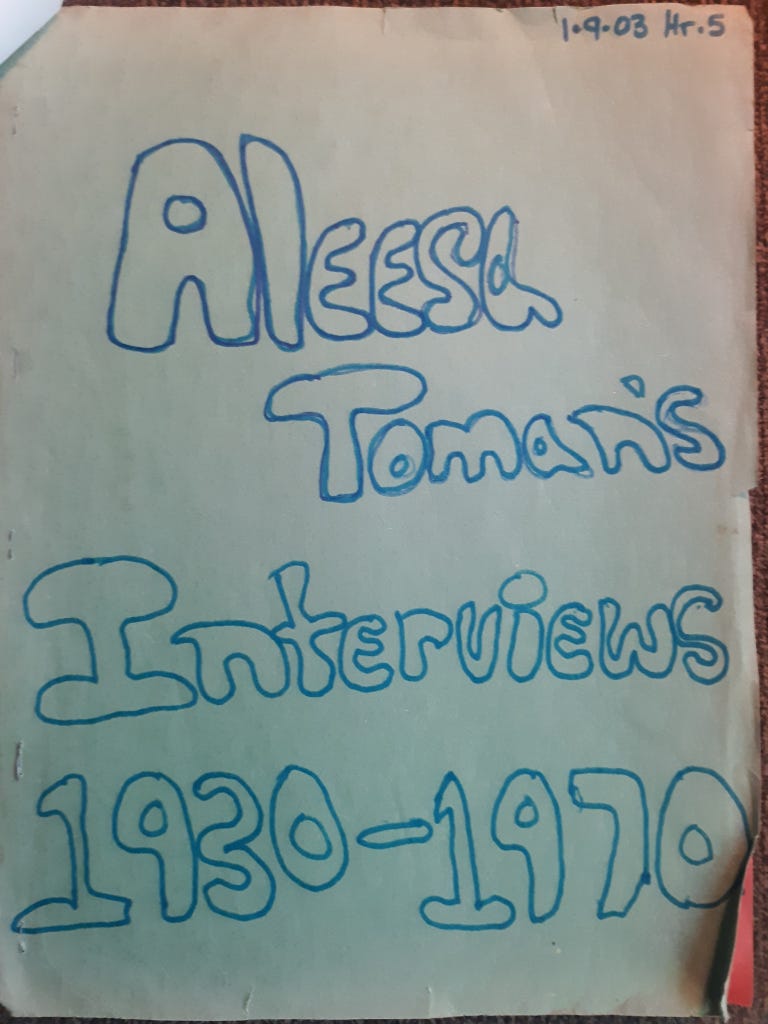 1.9.03 Hr.5
Aleesa
Toman's
Interviews
1930-1970